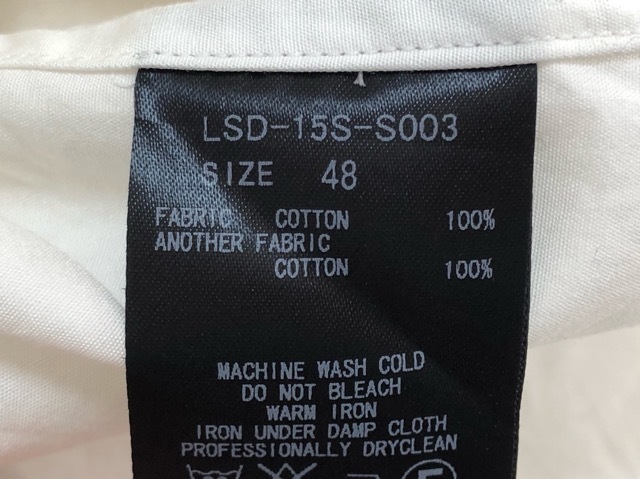 LSD-15S-S003
SIZE 48
FABRIC COTTON 100%
ANOTHER FABRIC
COTTON 100%
MACHINE WASH COLD
DO NOT BLEACH
WARM IRON
IRON UNDER DAMP CLOTH
PROFESSIONALLY DRYCLEAN